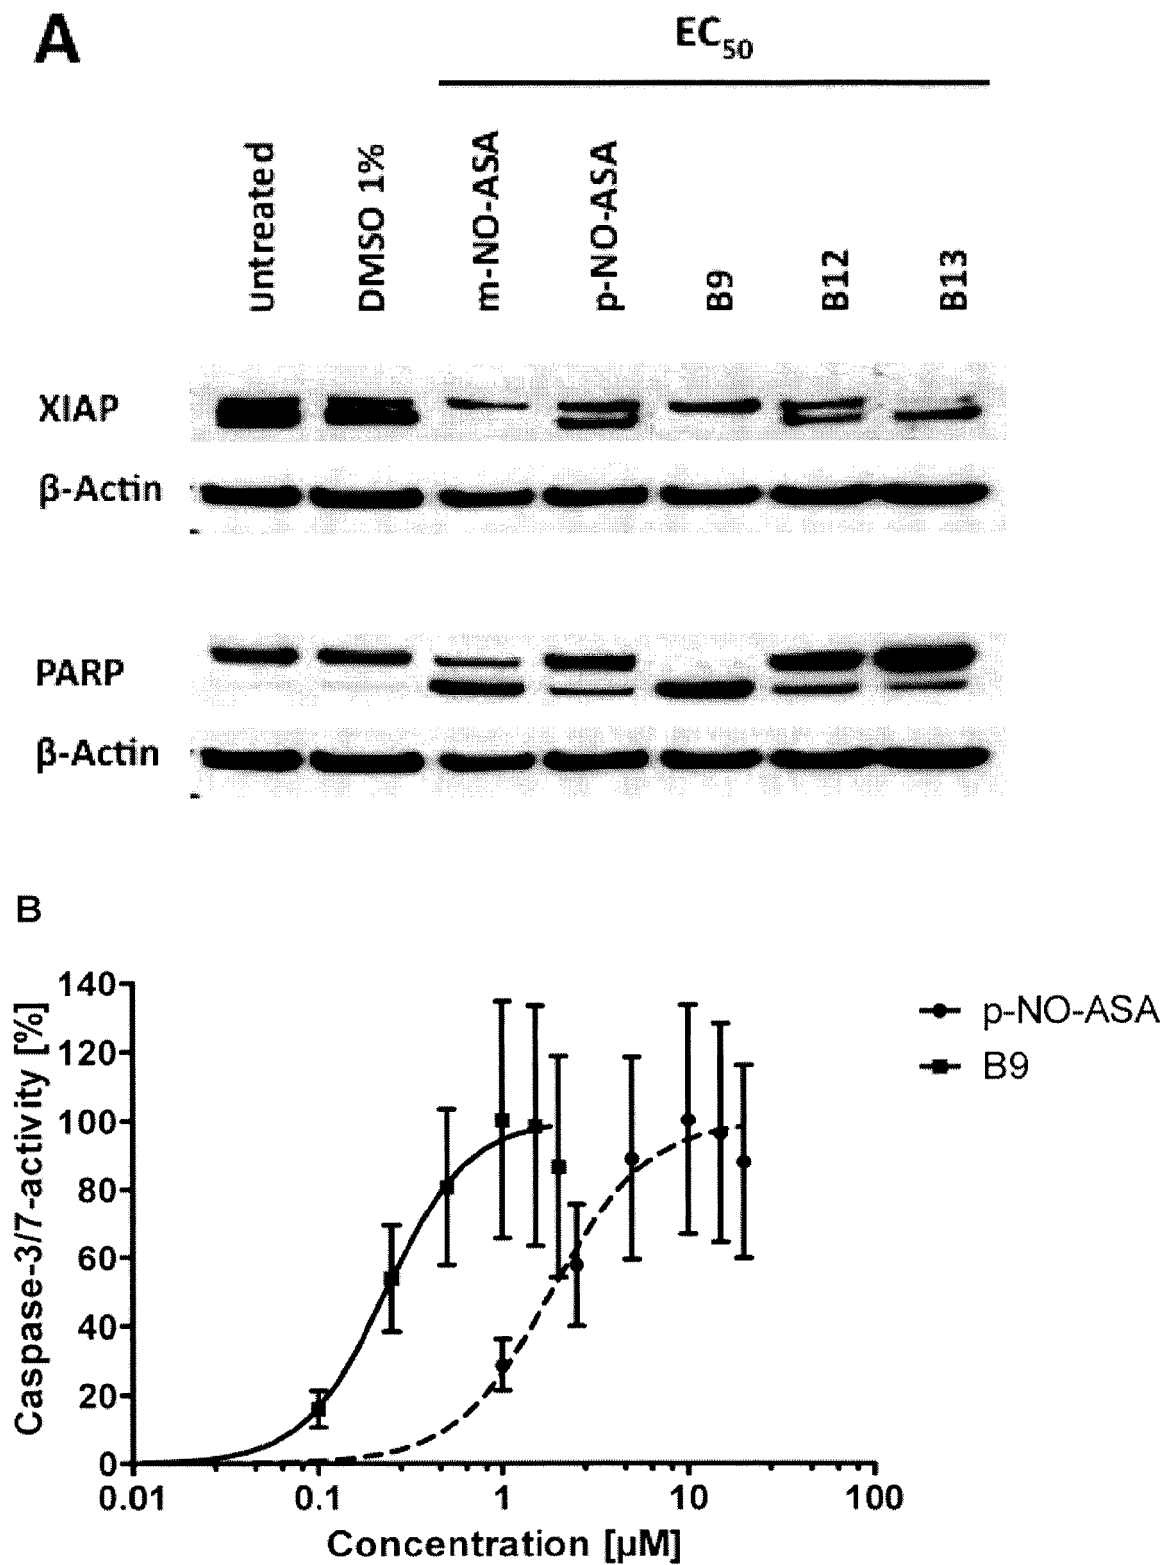 A
EC50
Untreated
DMSO 1%
m-NO-ASA
p-NO-ASA
B9
B12
B13
XIAP
β-Actin
PARP
β-Actin
B
Caspase-3/7-activity [%]
140
120
100
80
60
40
20
0
0.01
0.1
1
10
100
Concentration [µM]
p-NO-ASA
B9